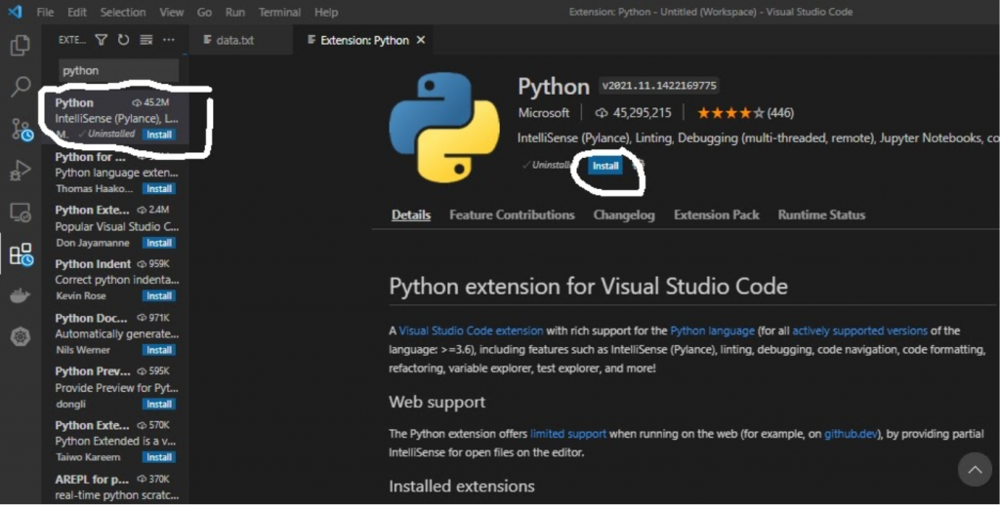 File Edit Selection View Go Run Terminal Help
Extension: Python - Untitled (Workspace) - Visual Studio Code
EXTE...
data.txt
Extension: Python
python
Python 45.2M
IntelliSense (Pylance), L...
M... Uninstalled Install
Python for ...
Python language exten...
Thomas Haako... Install
Python Exte... 2.4M
Popular Visual Studio C...
Don Jayamanne Install
Python Indent 959K
Correct python indenta...
Kevin Rose Install
Python Doc... 971K
Automatically generate...
Nils Werner Install
Python Prev... 595K
Provide Preview for Pyt...
dongli Install
Python Exte... 570K
Python Extended is a v...
Taiwo Kareem Install
AREPL for p... 370K
real-time python scratc...
Python v2021.11.1422169775
Microsoft 45,295,215 (446)
IntelliSense (Pylance), Linting, Debugging (multi-threaded, remote), Jupyter Notebooks, co
Uninstalled Install
Details Feature Contributions Changelog Extension Pack Runtime Status
Python extension for Visual Studio Code
A Visual Studio Code extension with rich support for the Python language (for all actively supported versions of the
language: >=3.6), including features such as IntelliSense (Pylance), linting, debugging, code navigation, code formatting,
refactoring, variable explorer, test explorer, and more!
Web support
The Python extension offers limited support when running on the web (for example, on github.dev), by providing partial
IntelliSense for open files on the editor.
Installed extensions